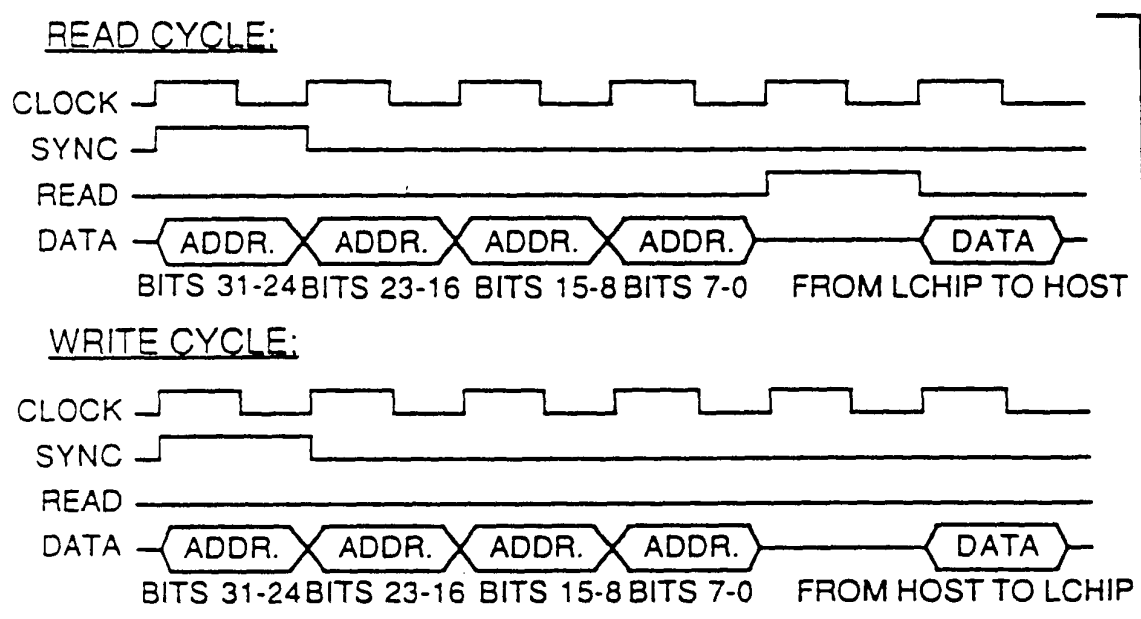 READ CYCLE:
CLOCK
SYNC
READ
DATA ADDR. ADDR. ADDR. ADDR. DATA
BITS 31-24 BITS 23-16 BITS 15-8 BITS 7-0 FROM LCHIP TO HOST
WRITE CYCLE:
CLOCK
SYNC
READ
DATA ADDR. ADDR. ADDR. ADDR. DATA
BITS 31-24 BITS 23-16 BITS 15-8 BITS 7-0 FROM HOST TO LCHIP